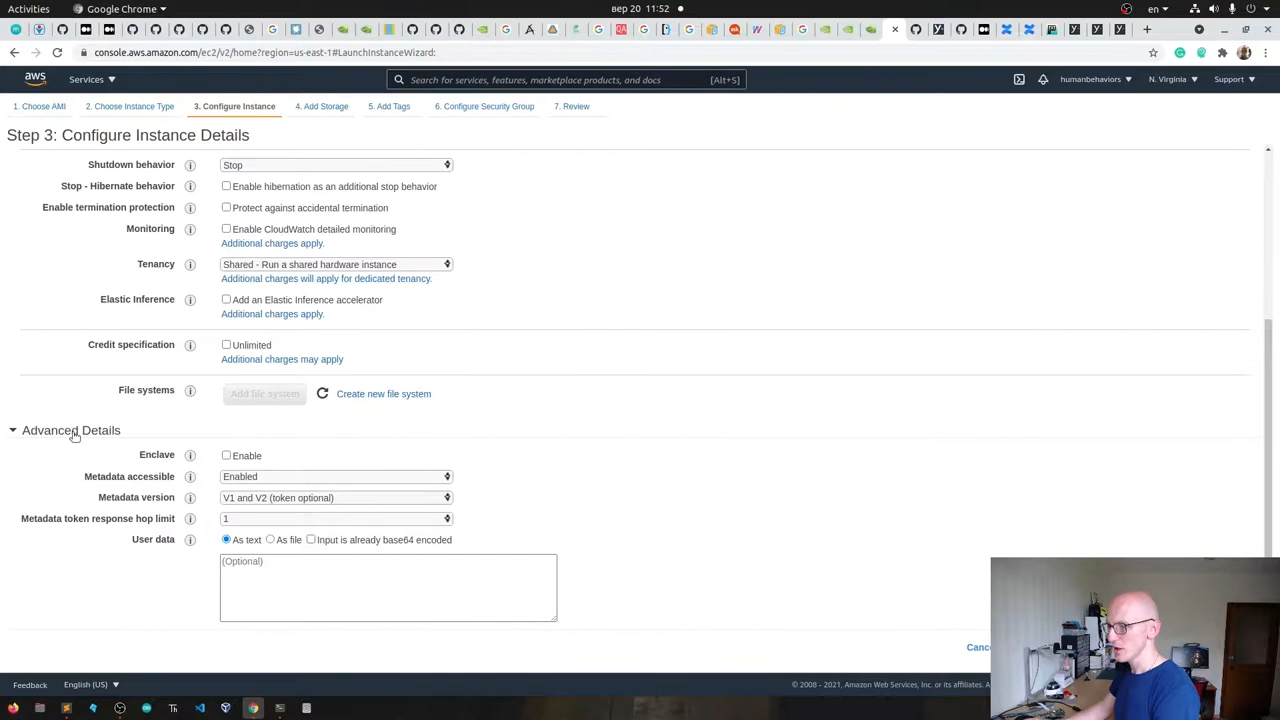 Activities
Google Chrome
вер 20 11:52
en
console.aws.amazon.com/ec2/v2/home?region=us-east-1#LaunchInstanceWizard:
aws
Services
Search for services, features, marketplace products, and docs
[Alt+S]
humanbehaviors
N. Virginia
Support
1. Choose AMI
2. Choose Instance Type
3. Configure Instance
4. Add Storage
5. Add Tags
6. Configure Security Group
7. Review
Step 3: Configure Instance Details
Shutdown behavior
Stop
Stop - Hibernate behavior
Enable hibernation as an additional stop behavior
Enable termination protection
Protect against accidental termination
Monitoring
Enable CloudWatch detailed monitoring
Additional charges apply.
Tenancy
Shared - Run a shared hardware instance
Additional charges will apply for dedicated tenancy.
Elastic Inference
Add an Elastic Inference accelerator
Additional charges apply.
Credit specification
Unlimited
Additional charges may apply
File systems
Add file system
Create new file system
Advanced Details
Enclave
Enable
Metadata accessible
Enabled
Metadata version
V1 and V2 (token optional)
Metadata token response hop limit
1
User data
As text
As file
Input is already base64 encoded
(Optional)
Cance
Feedback
English (US)
© 2008 - 2021, Amazon Web Services, Inc. or its affiliates.